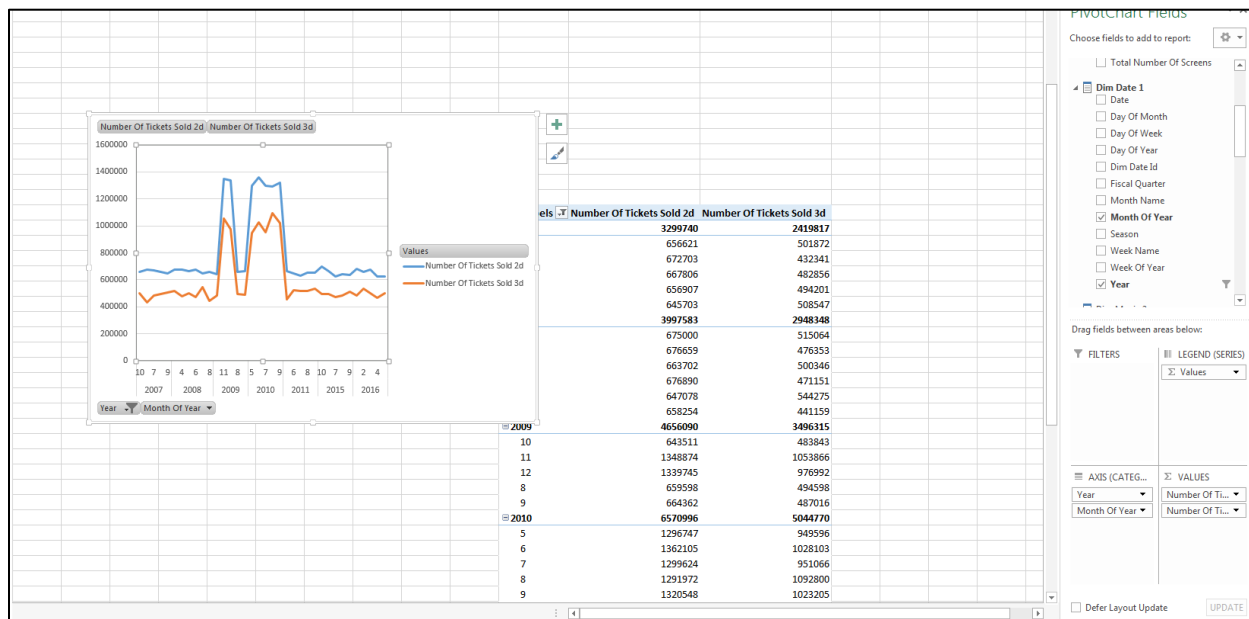 PivotChart Fields
Choose fields to add to report:
Total Number Of Screens
Dim Date 1
Date
Day Of Month
Day Of Week
Day Of Year
Dim Date Id
Fiscal Quarter
Month Name
Month Of Year
Season
Week Name
Week Of Year
Year
Drag fields between areas below:
FILTERS
LEGEND (SERIES)
Σ Values
AXIS (CATEG...
Σ VALUES
Year
Number Of Ti...
Month Of Year
Number Of Ti...
Defer Layout Update
UPDATE
Number Of Tickets Sold 2d Number Of Tickets Sold 3d
1600000
1400000
1200000
1000000
800000
600000
400000
200000
0
10 7 9 4 6 8 11 8 5 7 9 6 8 10 7 9 2 4
2007 2008 2009 2010 2011 2015 2016
Values
Number Of Tickets Sold 2d
Number Of Tickets Sold 3d
Year Month Of Year
els Number Of Tickets Sold 2d Number Of Tickets Sold 3d
3299740 2419817
656621 501872
672703 432341
667806 482856
656907 494201
645703 508547
3997583 2948348
675000 515064
676659 476353
663702 500346
676890 471151
647078 544275
658254 441159
2009 4656090 3496315
10 643511 483843
11 1348874 1053866
12 1339745 976992
8 659598 494598
9 664362 487016
2010 6570996 5044770
5 1296747 949596
6 1362105 1028103
7 1299624 951066
8 1291972 1092800
9 1320548 1023205